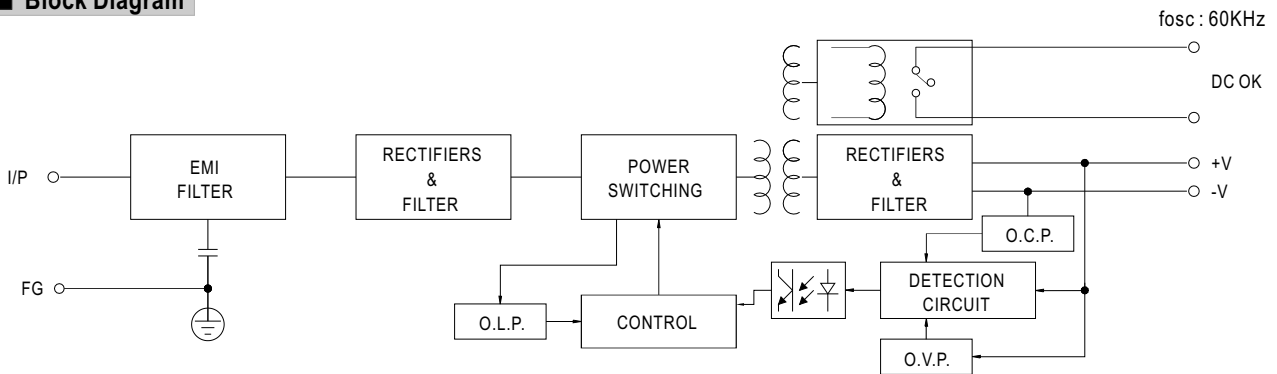 ■ Block Diagram
fosc : 60KHz
DC OK
I/P
EMI
FILTER
RECTIFIERS
&
FILTER
POWER
SWITCHING
RECTIFIERS
&
FILTER
+V
-V
O.C.P.
FG
O.L.P.
CONTROL
DETECTION
CIRCUIT
O.V.P.